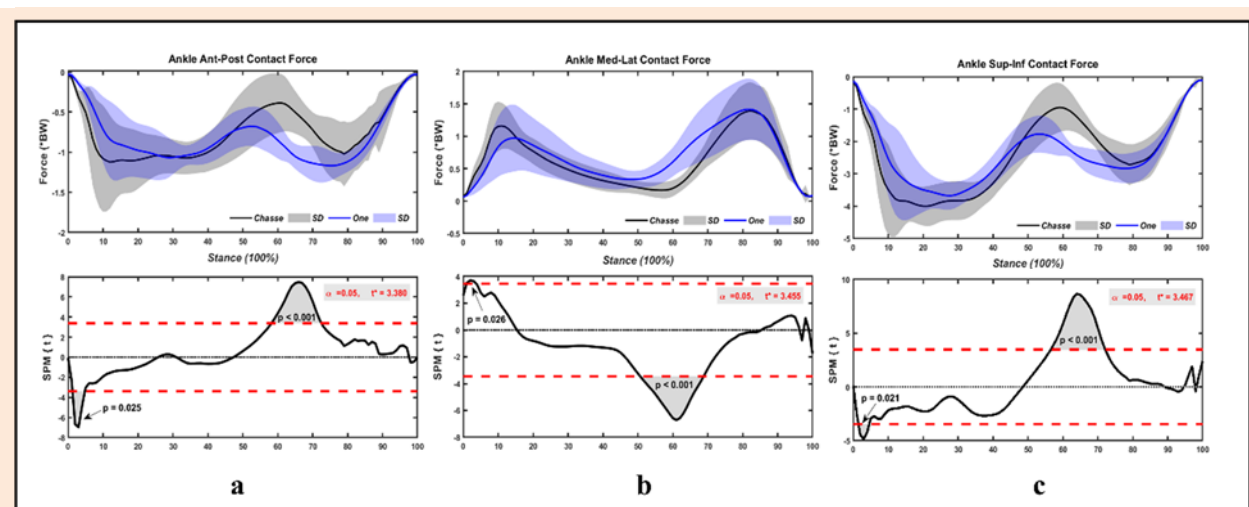 Ankle Ant-Post Contact Force
Force (*BW)
0
-0.5
-1
-1.5
-2
Chasse SD One SD
0 10 20 30 40 50 60 70 80 90 100
Stance (100%)
SPM { t }
8
6
4
2
0
-2
-4
-6
-8
α =0.05, t* = 3.380
p < 0.001
p = 0.025
0 10 20 30 40 50 60 70 80 90 100
a
Ankle Med-Lat Contact Force
Force (*BW)
2
1.5
1
0.5
0
-0.5
Chasse SD One SD
0 10 20 30 40 50 60 70 80 90 100
Stance (100%)
SPM { t }
4
2
0
-2
-4
-6
-8
α =0.05, t* = 3.455
p = 0.026
p < 0.001
0 10 20 30 40 50 60 70 80 90 100
b
Ankle Sup-Inf Contact Force
Force (*BW)
0
-1
-2
-3
-4
-5
Chasse SD One SD
0 10 20 30 40 50 60 70 80 90 100
Stance (100%)
SPM { t }
10
5
0
-5
α =0.05, t* = 3.467
p < 0.001
p = 0.021
0 10 20 30 40 50 60 70 80 90 100
c